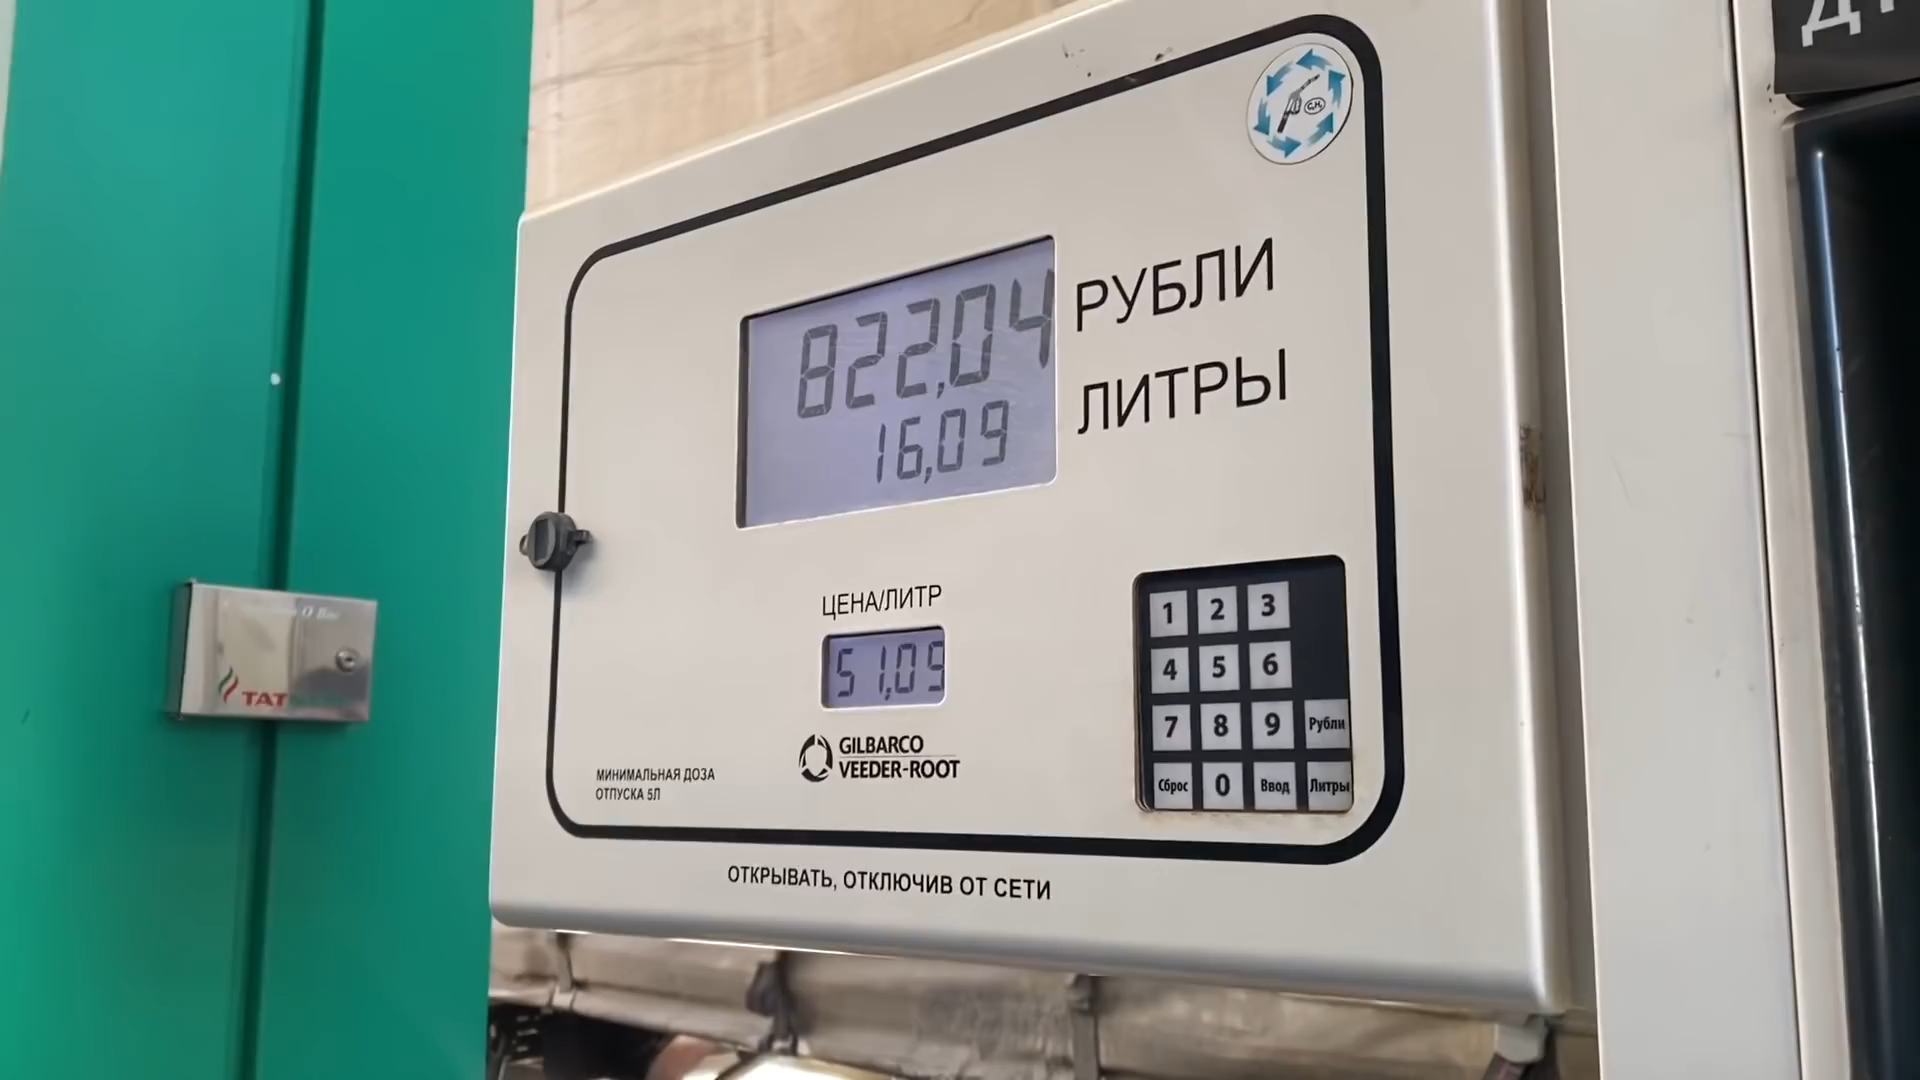 РУБЛИ
822,04
ЛИТРЫ
16,09
ЦЕНА/ЛИТР
51,09
GILBARCO
VEEDER-ROOT
МИНИМАЛЬНАЯ ДОЗА
ОТПУСКА 5Л
1 2 3
4 5 6
7 8 9 Рубли
Сброс 0 Ввод Литры
ОТКРЫВАТЬ, ОТКЛЮЧИВ ОТ СЕТИ
ТАТ